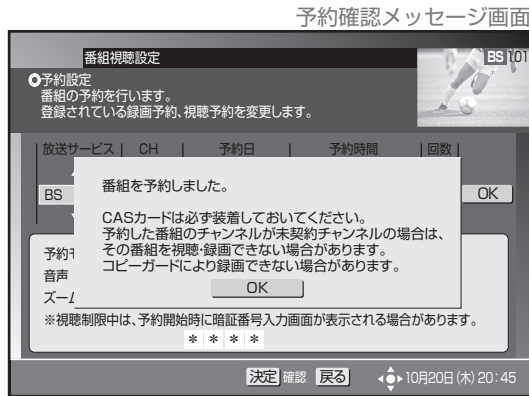 予約確認メッセージ画面
番組視聴設定
BS 101
予約設定
番組の予約を行います。
登録されている録画予約、視聴予約を変更します。
放送サービス CH 予約日 予約時間 回数
BS
OK
番組を予約しました。
CASカードは必ず装着しておいてください。
予約した番組のチャンネルが未契約チャンネルの場合は、
その番組を視聴・録画できない場合があります。
コピーガードにより録画できない場合があります。
OK
予約
音声
ズーム
※視聴制限中は、予約開始時に暗証番号入力画面が表示される場合があります。
* * * *
決定 確認 戻る 10月20日(木) 20:45